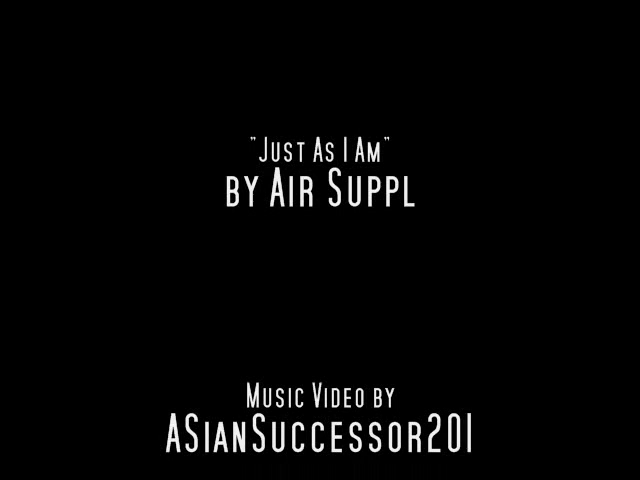 "Just As I Am"
by Air Suppl
Music Video by
ASianSuccessor201